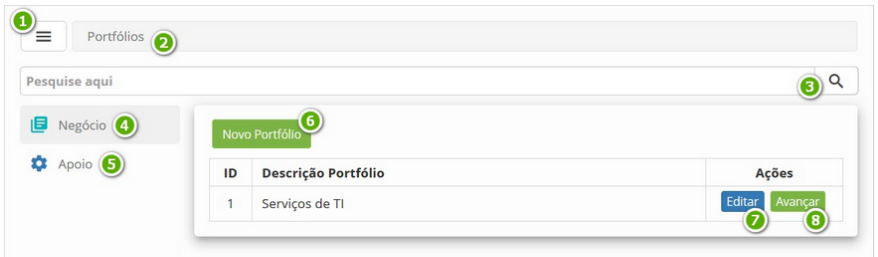 1
Portfólios 2
Pesquise aqui 3
Negócio 4
Apoio 5
Novo Portfólio 6
ID Descrição Portfólio Ações
1 Serviços de TI Editar Avançar
7 8